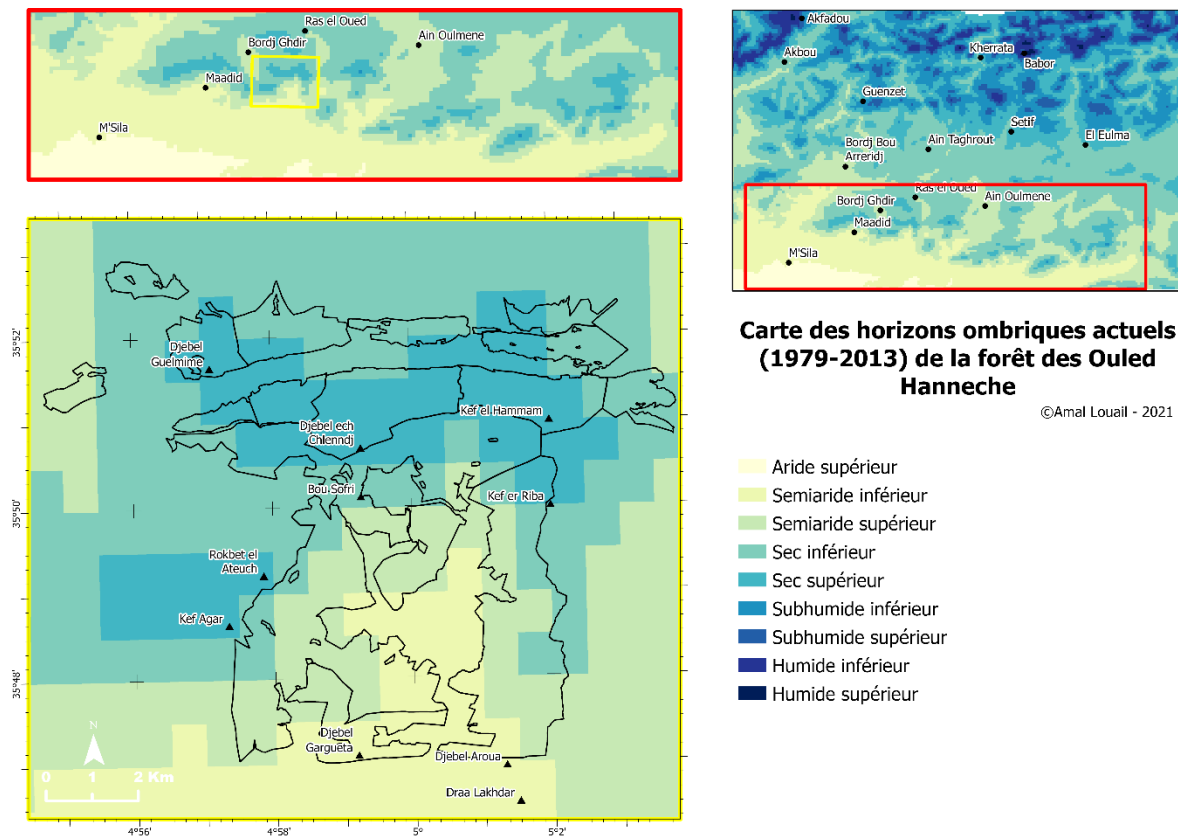 Ras el Oued
Bordj Ghdir
Ain Oulmene
Maadid
M'Sila
Akfadou
Akbou
Kherrata
Babor
Guenzet
Setif
El Eulma
Ain Taghrout
Bordj Bou
Arreridj
Ras el Oued
Bordj Ghdir
Ain Oulmene
Maadid
M'Sila
35°52'
35°50'
35°48'
Djebel
Guelmime
Kef el Hammam
Djebel ech
Chlenndj
Bou Sofri
Kef er Riba
Rokbet el
Ateuch
Kef Agar
Djebel
Gargueta
Djebel Aroua
Draa Lakhdar
N
0 1 2 Km
4°56' 4°58' 5° 5°2'
Carte des horizons ombriques actuels
(1979-2013) de la forêt des Ouled
Hanneche
©Amal Louail - 2021
Aride supérieur
Semiaride inférieur
Semiaride supérieur
Sec inférieur
Sec supérieur
Subhumide inférieur
Subhumide supérieur
Humide inférieur
Humide supérieur